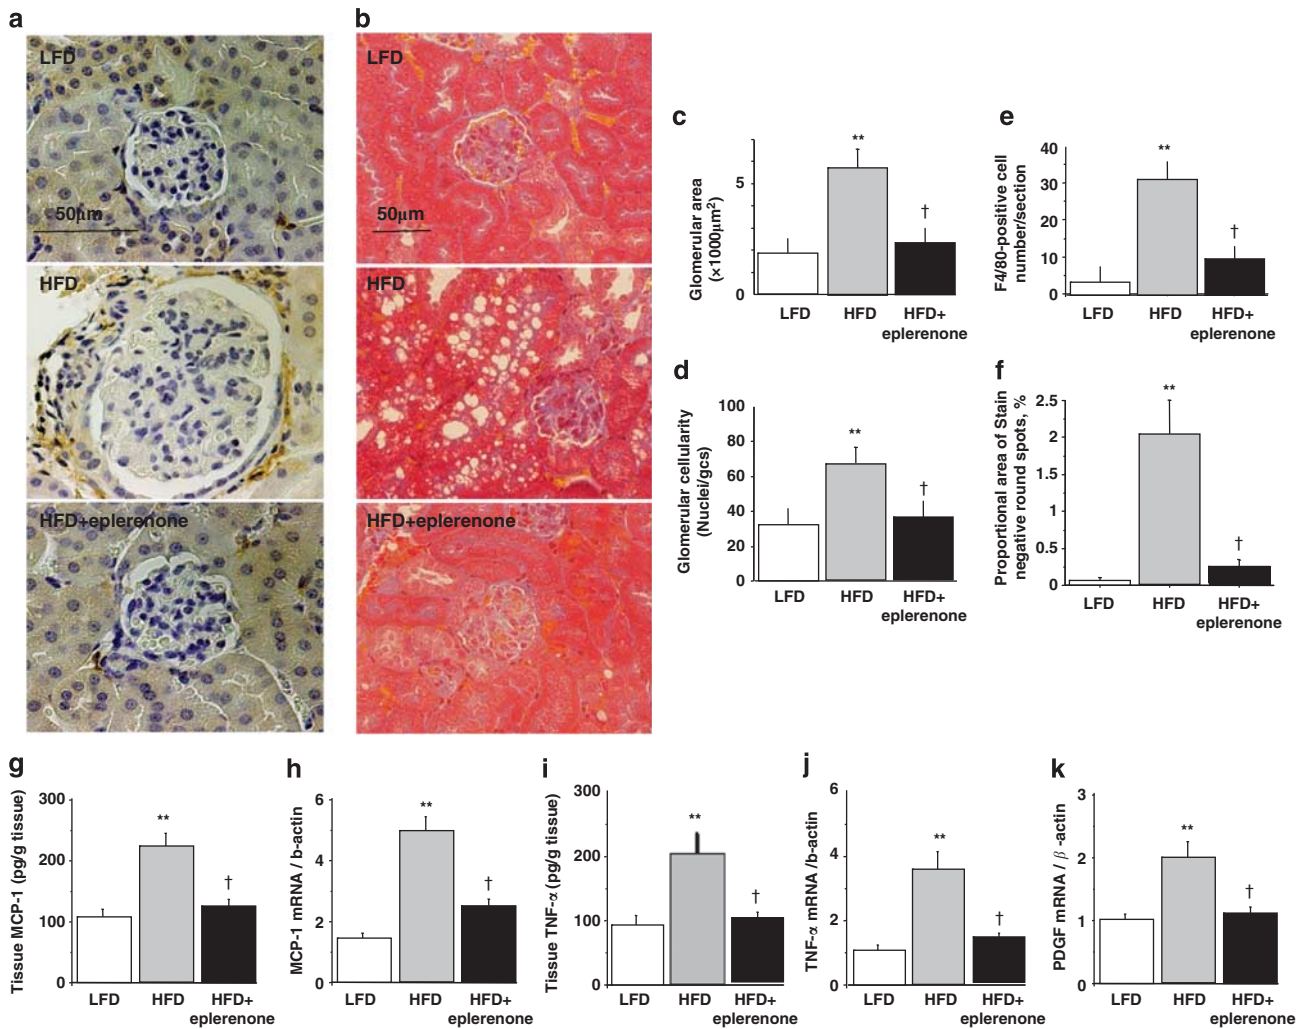 a
LFD
50µm
HFD
HFD+eplerenone
b
LFD
50µm
HFD
HFD+eplerenone
c
Glomerular area
(×1000µm²)
5
0
**
†
LFD
HFD
HFD+
eplerenone
e
F4/80-positive cell
number/section
40
30
20
10
0
**
†
LFD
HFD
HFD+
eplerenone
d
Glomerular cellularity
(Nuclei/gcs)
100
80
60
40
20
0
**
†
LFD
HFD
HFD+
eplerenone
f
Proportional area of Stain
negative round spots, %
2.5
2
1.5
1
0.5
0
**
†
LFD
HFD
HFD+
eplerenone
g
Tissue MCP-1 (pg/g tissue)
300
200
100
0
**
†
LFD
HFD
HFD+
eplerenone
h
MCP-1 mRNA / b-actin
6
4
2
0
**
†
LFD
HFD
HFD+
eplerenone
i
Tissue TNF-α (pg/g tissue)
300
200
100
0
**
†
LFD
HFD
HFD+
eplerenone
j
TNF-α mRNA /b-actin
6
4
2
0
**
†
LFD
HFD
HFD+
eplerenone
k
PDGF mRNA / β -actin
3
2
1
0
**
†
LFD
HFD
HFD+
eplerenone